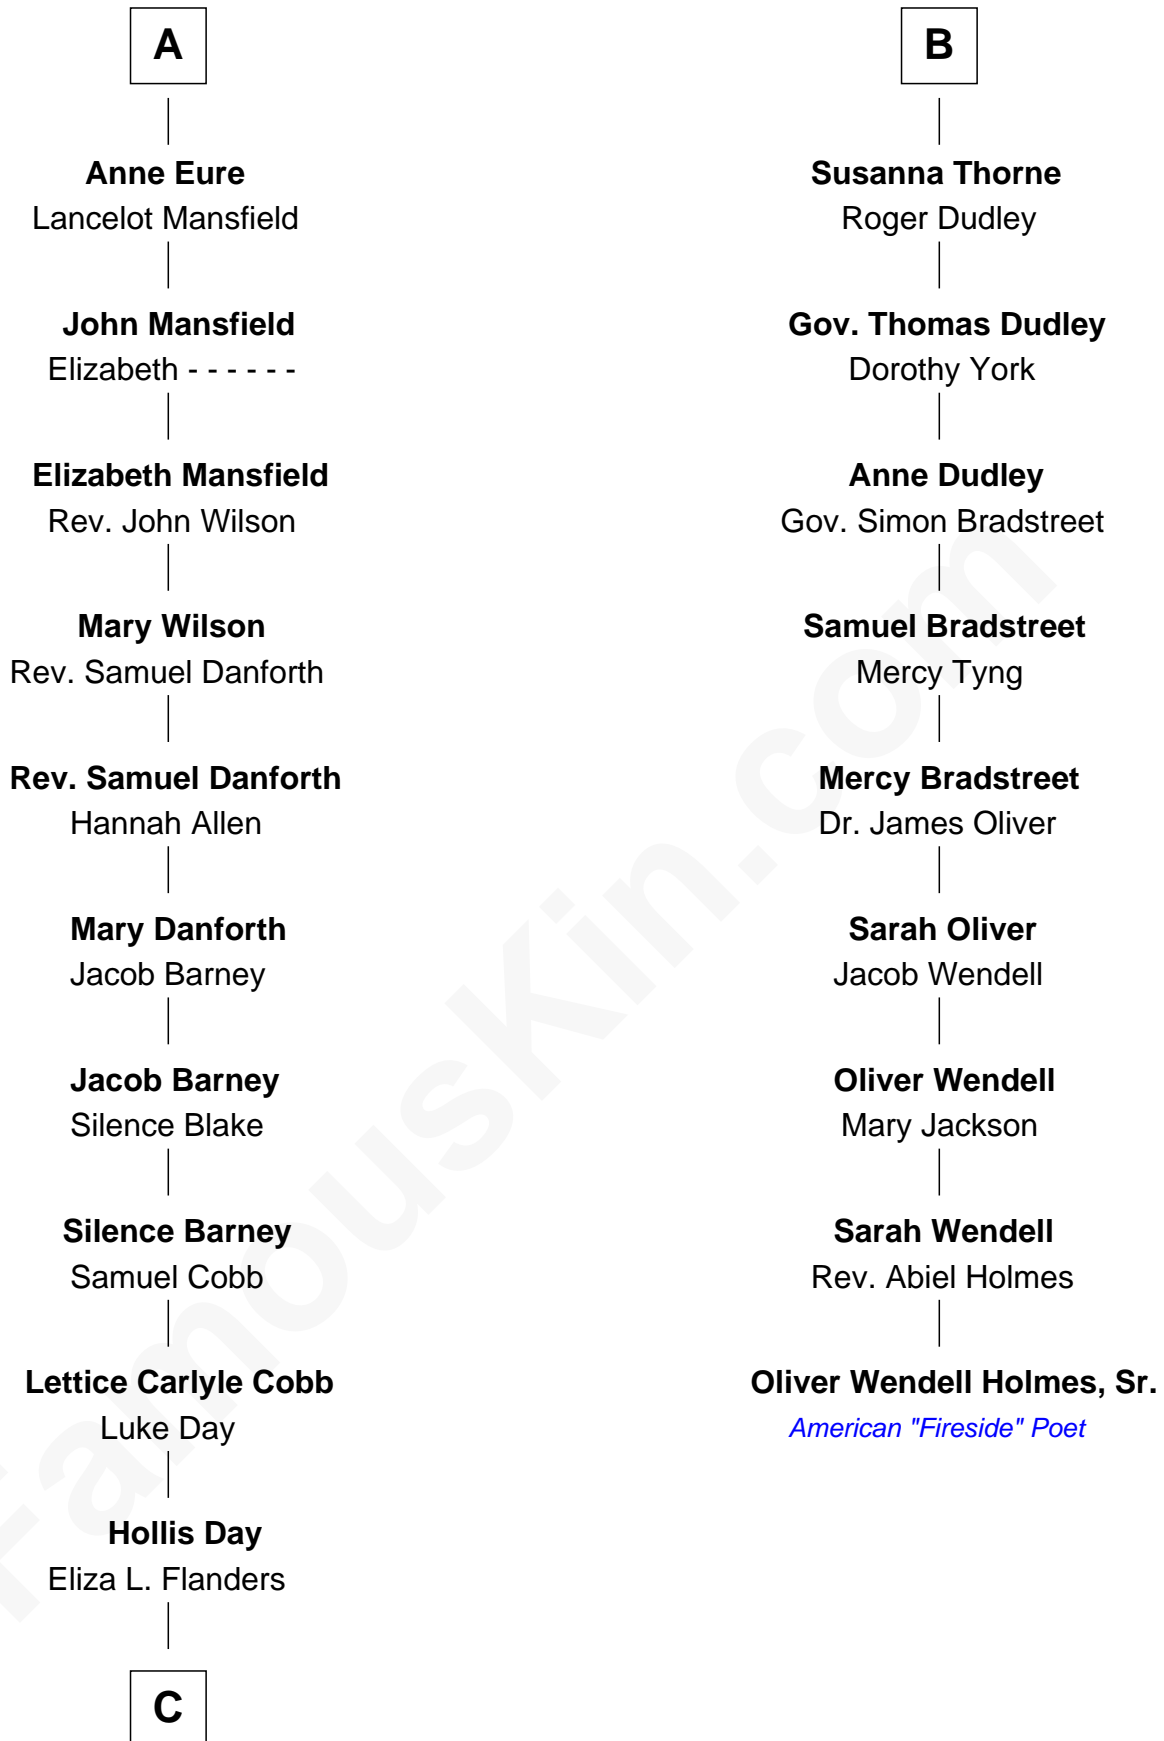 A
Anne Eure
Lancelot Mansfield
John Mansfield
Elizabeth - - - - - -
Elizabeth Mansfield
Rev. John Wilson
Mary Wilson
Rev. Samuel Danforth
Rev. Samuel Danforth
Hannah Allen
Mary Danforth
Jacob Barney
Jacob Barney
Silence Blake
Silence Barney
Samuel Cobb
Lettice Carlyle Cobb
Luke Day
Hollis Day
Eliza L. Flanders
C
B
Susanna Thorne
Roger Dudley
Gov. Thomas Dudley
Dorothy York
Anne Dudley
Gov. Simon Bradstreet
Samuel Bradstreet
Mercy Tyng
Mercy Bradstreet
Dr. James Oliver
Sarah Oliver
Jacob Wendell
Oliver Wendell
Mary Jackson
Sarah Wendell
Rev. Abiel Holmes
Oliver Wendell Holmes, Sr.
American "Fireside" Poet
FamousKin.com